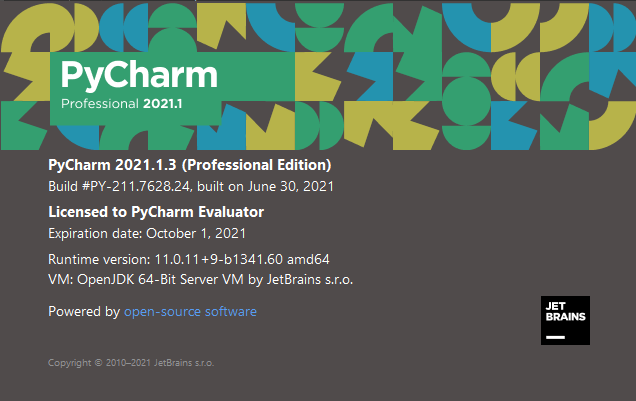 PyCharm
Professional 2021.1
PyCharm 2021.1.3 (Professional Edition)
Build #PY-211.7628.24, built on June 30, 2021
Licensed to PyCharm Evaluator
Expiration date: October 1, 2021
Runtime version: 11.0.11+9-b1341.60 amd64
VM: OpenJDK 64-Bit Server VM by JetBrains s.r.o.
Powered by open-source software
JET
BRAINS
Copyright © 2010–2021 JetBrains s.r.o.